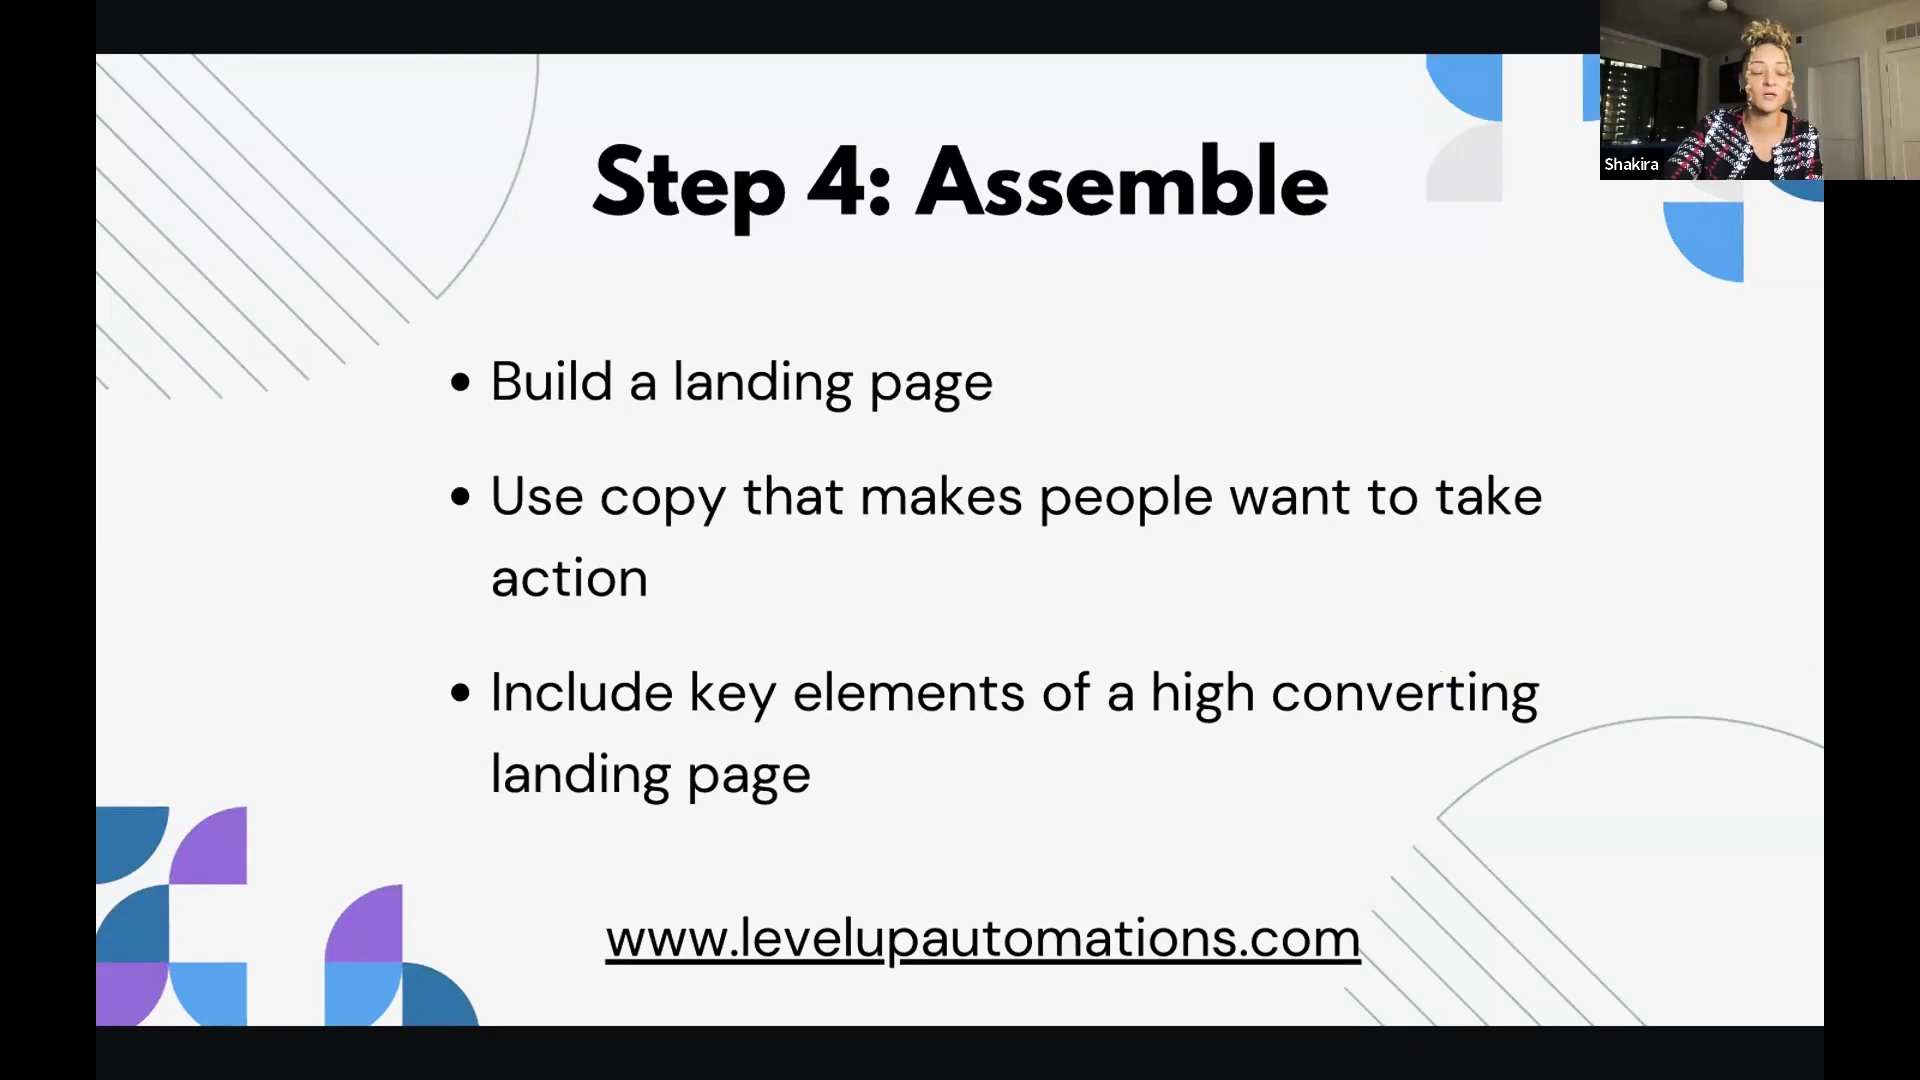 Shakira
Step 4: Assemble
• Build a landing page
• Use copy that makes people want to take
action
• Include key elements of a high converting
landing page
www.levelupautomations.com